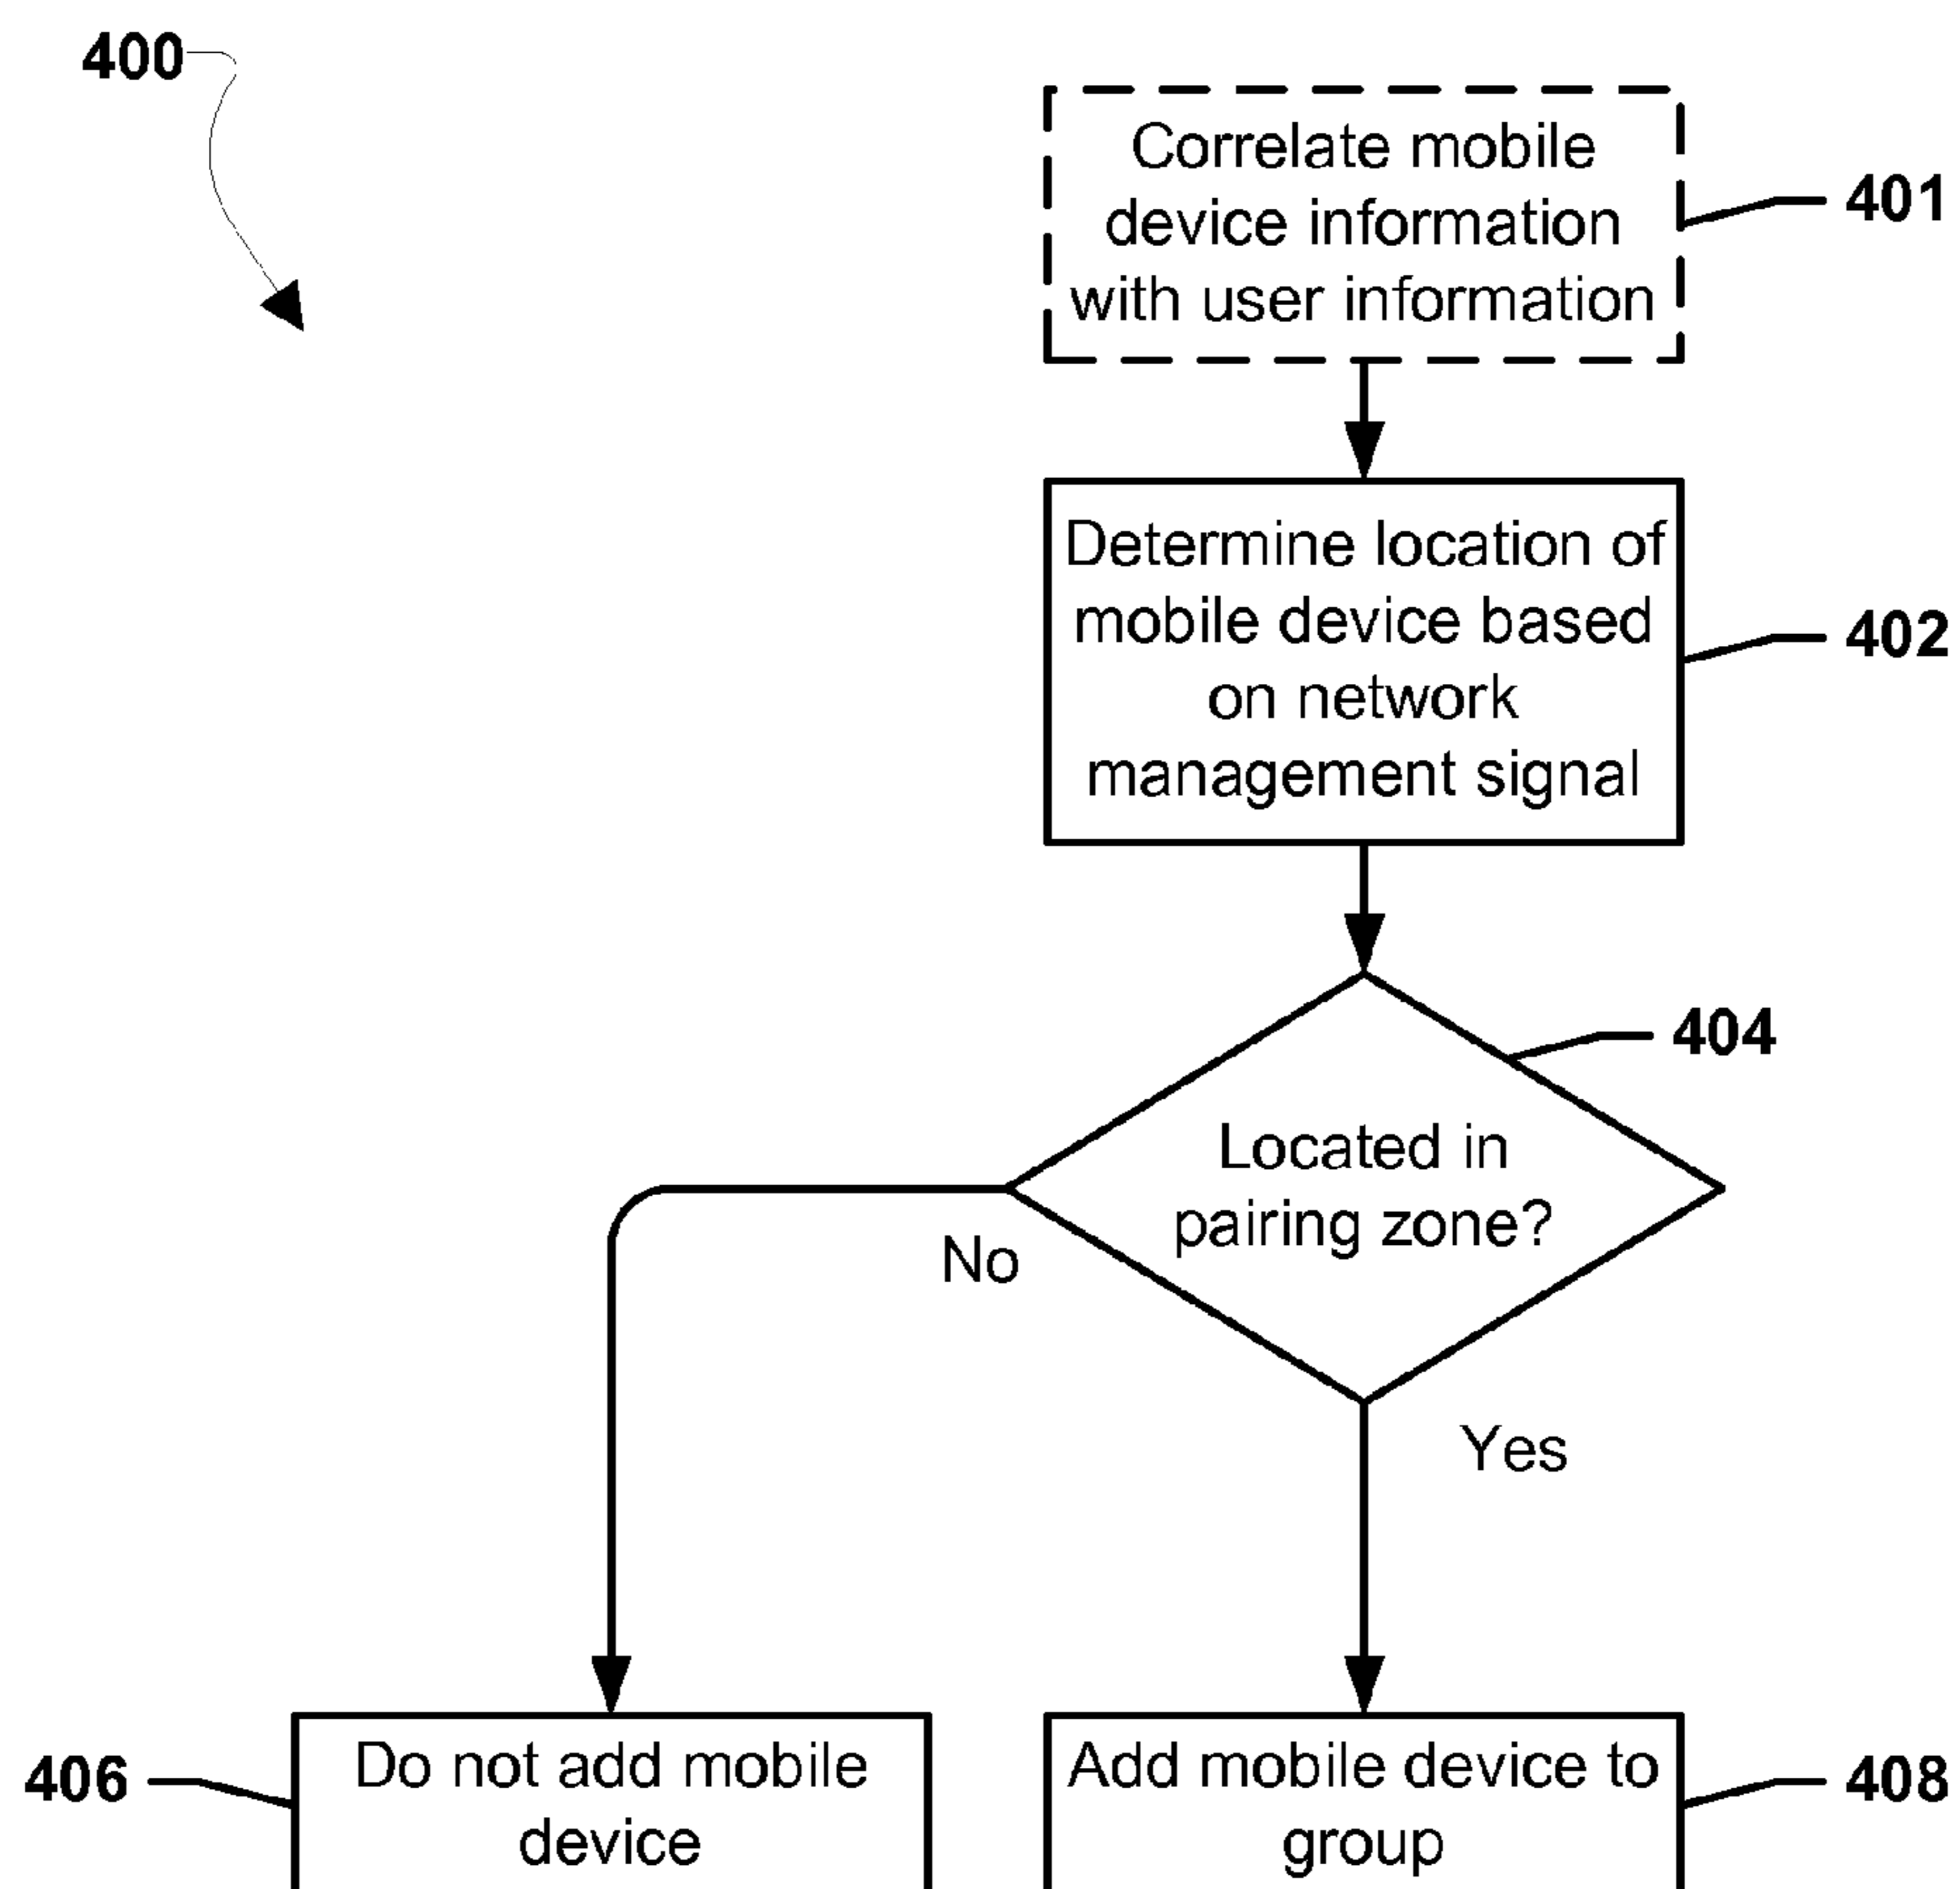 400
Correlate mobile
device information
with user information
401
Determine location of
mobile device based
on network
management signal
402
404
Located in
pairing zone?
No
Yes
406
Do not add mobile
device
Add mobile device to
group
408